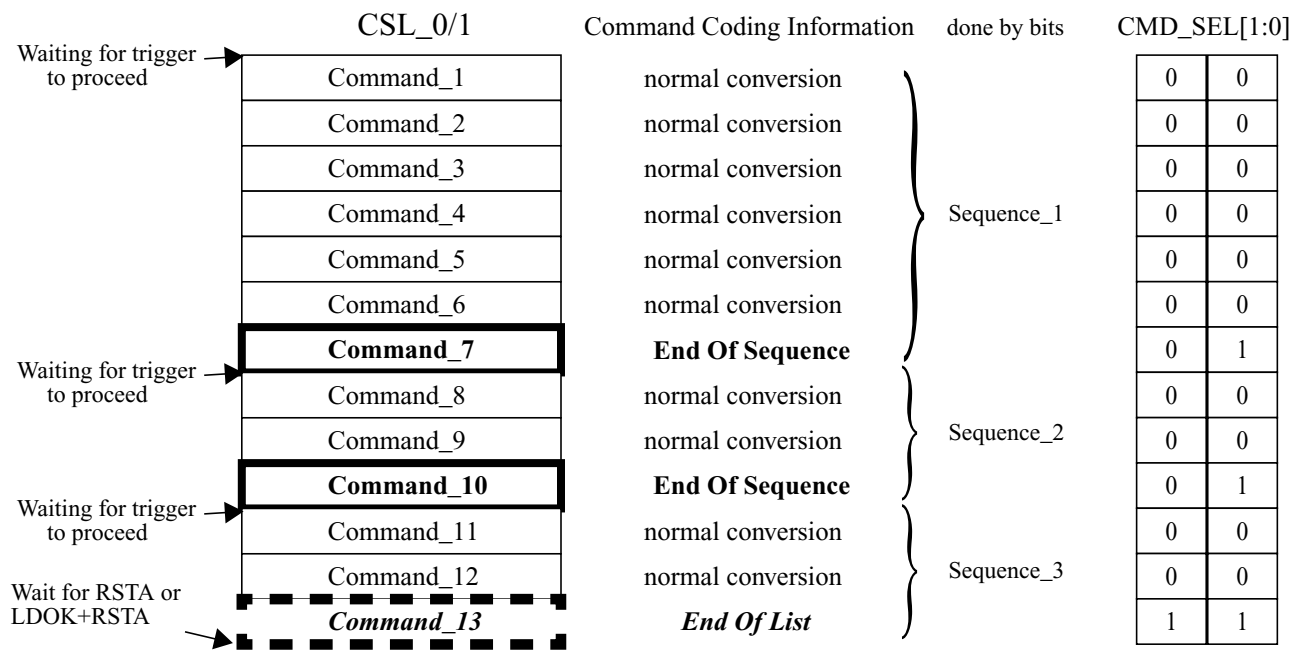 CSL_0/1 Command Coding Information done by bits CMD_SEL[1:0]
Waiting for trigger
to proceed
Command_1 normal conversion 0 0
Command_2 normal conversion 0 0
Command_3 normal conversion 0 0
Command_4 normal conversion Sequence_1 0 0
Command_5 normal conversion 0 0
Command_6 normal conversion 0 0
Command_7 End Of Sequence 0 1
Waiting for trigger
to proceed
Command_8 normal conversion 0 0
Command_9 normal conversion Sequence_2 0 0
Command_10 End Of Sequence 0 1
Waiting for trigger
to proceed
Command_11 normal conversion 0 0
Command_12 normal conversion Sequence_3 0 0
Wait for RSTA or
LDOK+RSTA
Command_13 End Of List 1 1